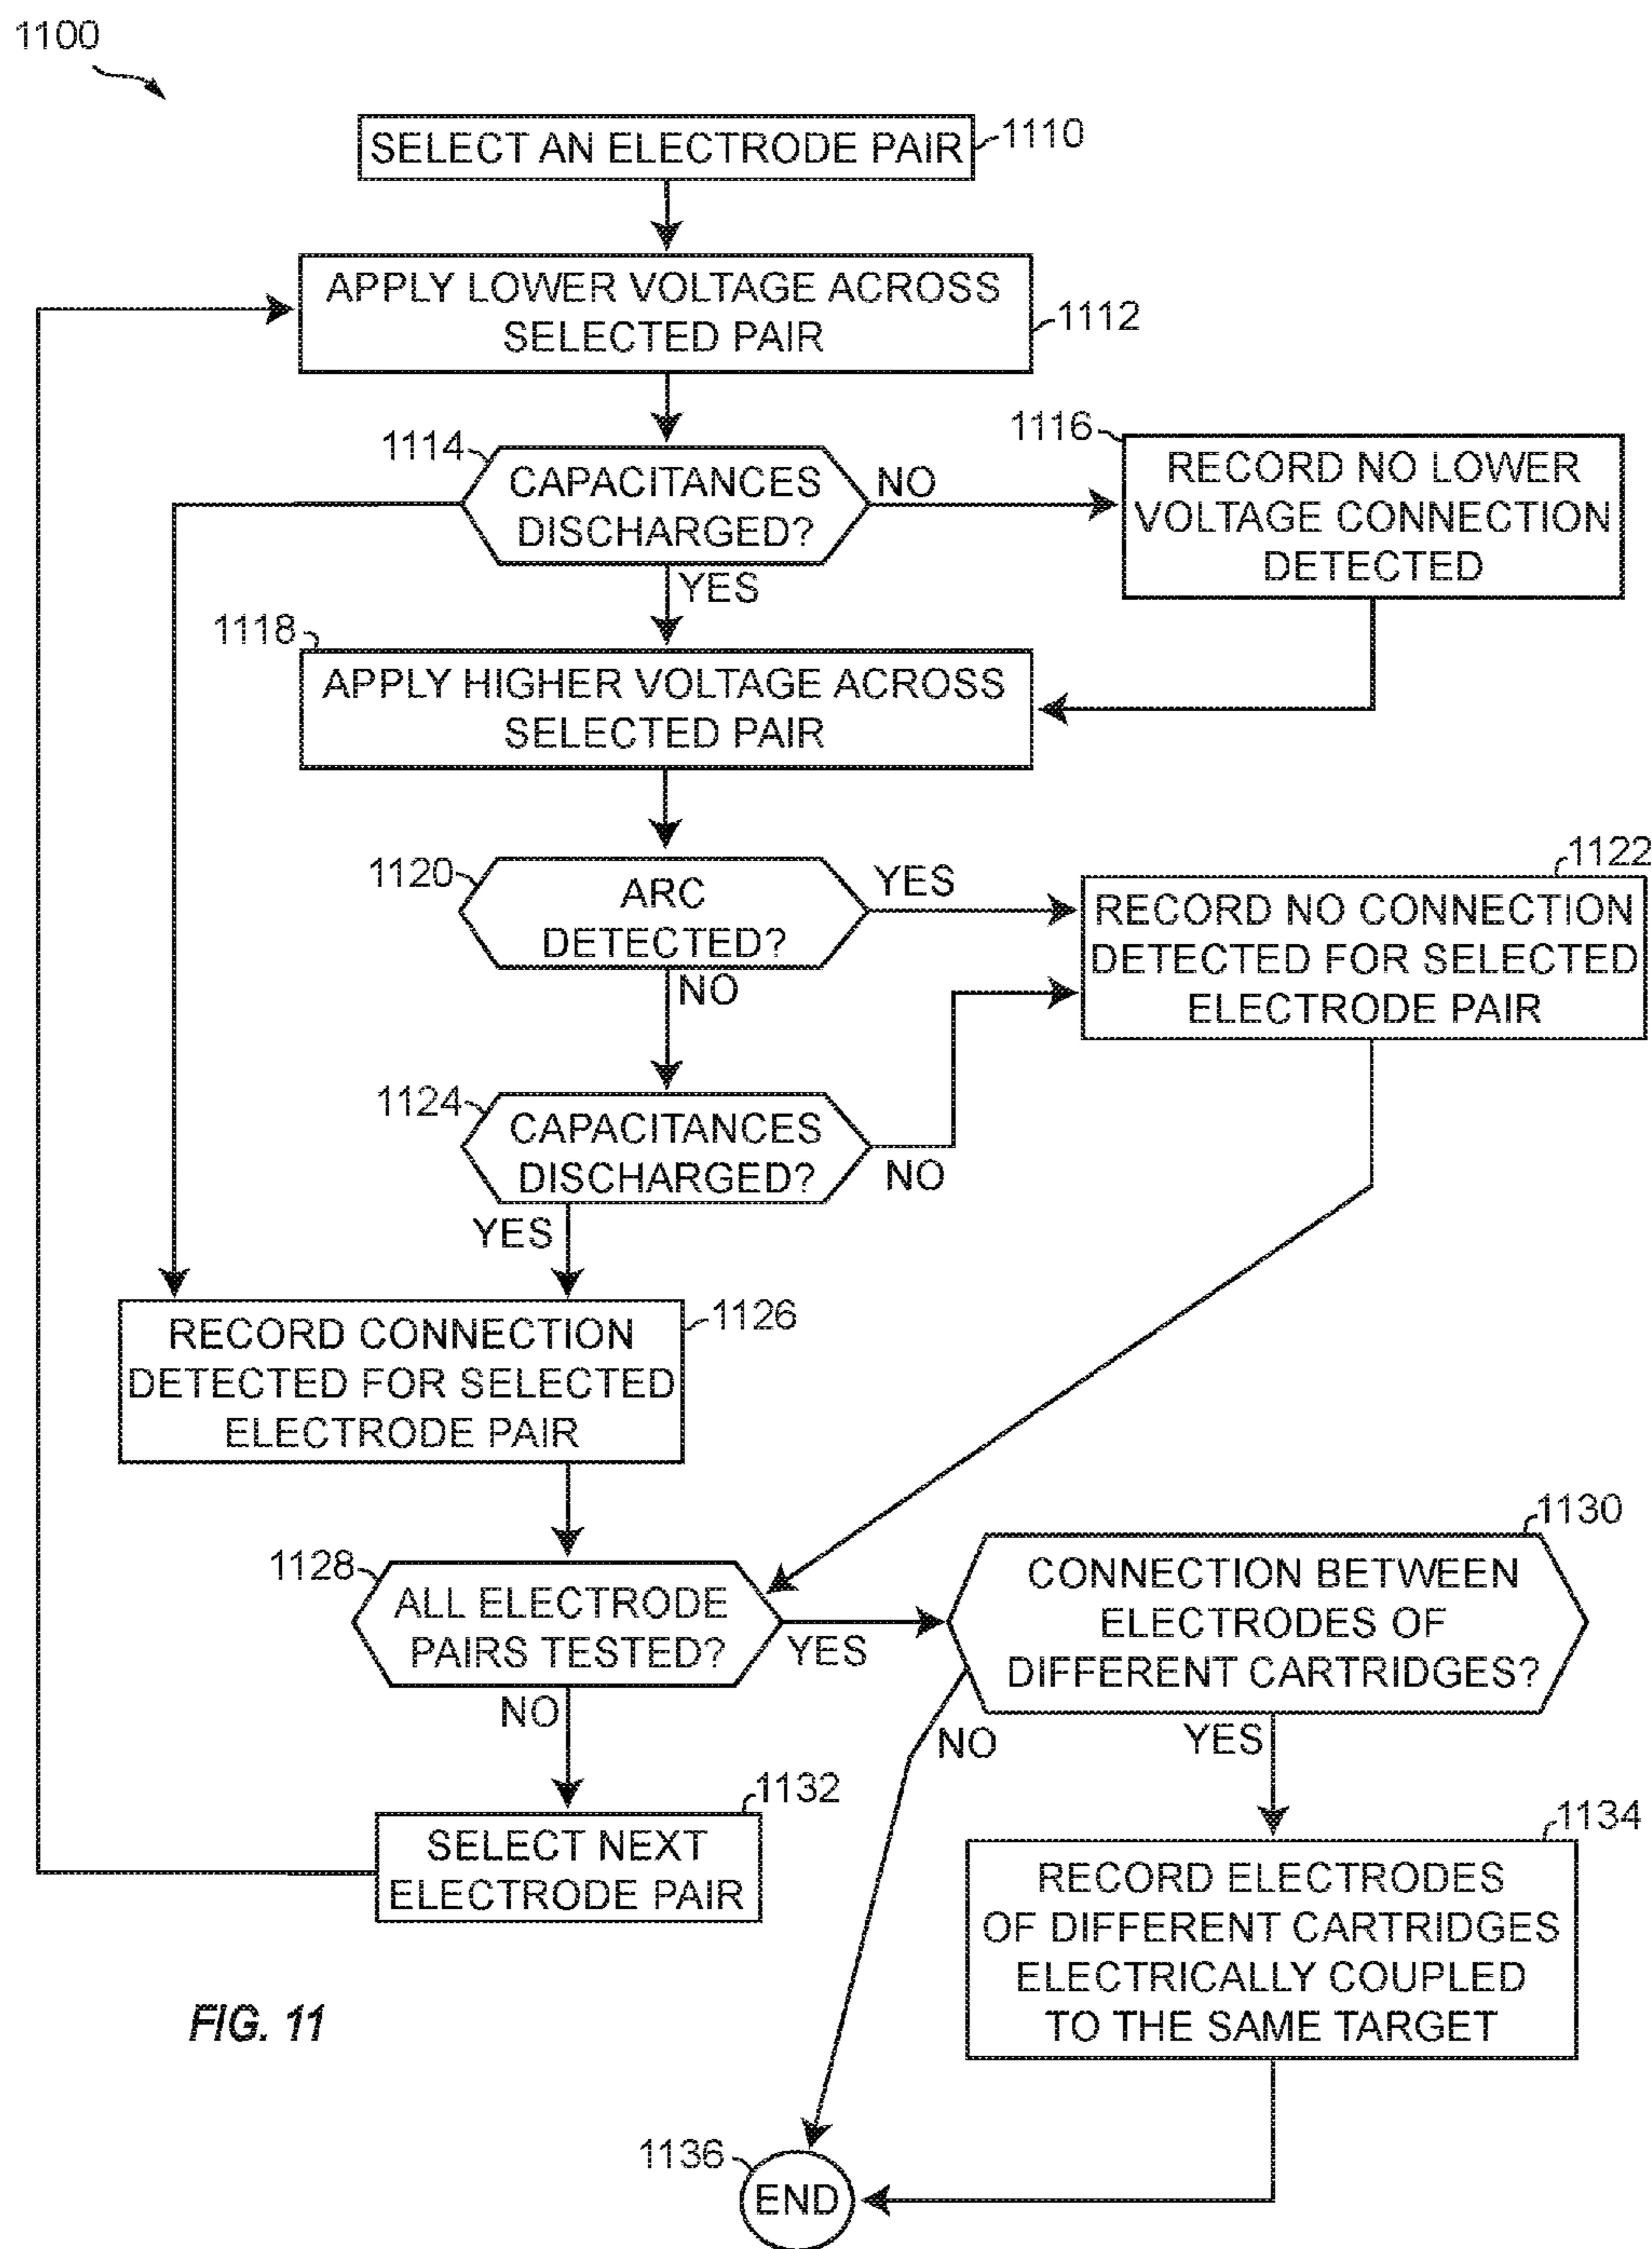 1100
SELECT AN ELECTRODE PAIR
1110
APPLY LOWER VOLTAGE ACROSS
SELECTED PAIR
1112
1114
CAPACITANCES
DISCHARGED?
NO
YES
1116
RECORD NO LOWER
VOLTAGE CONNECTION
DETECTED
1118
APPLY HIGHER VOLTAGE ACROSS
SELECTED PAIR
1120
ARC
DETECTED?
YES
NO
1122
RECORD NO CONNECTION
DETECTED FOR SELECTED
ELECTRODE PAIR
1124
CAPACITANCES
DISCHARGED?
NO
YES
1126
RECORD CONNECTION
DETECTED FOR SELECTED
ELECTRODE PAIR
1128
ALL ELECTRODE
PAIRS TESTED?
YES
NO
1130
CONNECTION BETWEEN
ELECTRODES OF
DIFFERENT CARTRIDGES?
NO
YES
1132
SELECT NEXT
ELECTRODE PAIR
1134
RECORD ELECTRODES
OF DIFFERENT CARTRIDGES
ELECTRICALLY COUPLED
TO THE SAME TARGET
FIG. 11
1136
END